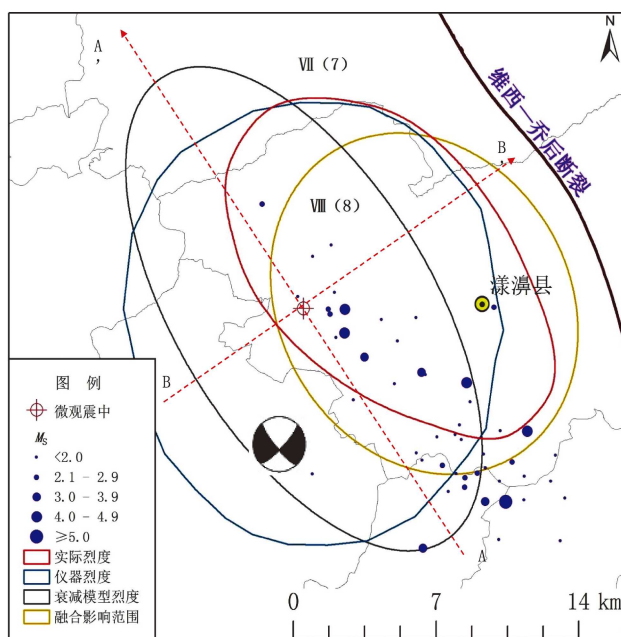 N
A'
VII (7)
维西—乔后断裂
B'
VIII (8)
漾濞县
B
A
图 例
微观震中
Ms
<2.0
2.1 - 2.9
3.0 - 3.9
4.0 - 4.9
≥5.0
实际烈度
仪器烈度
衰减模型烈度
融合影响范围
0 7 14 km